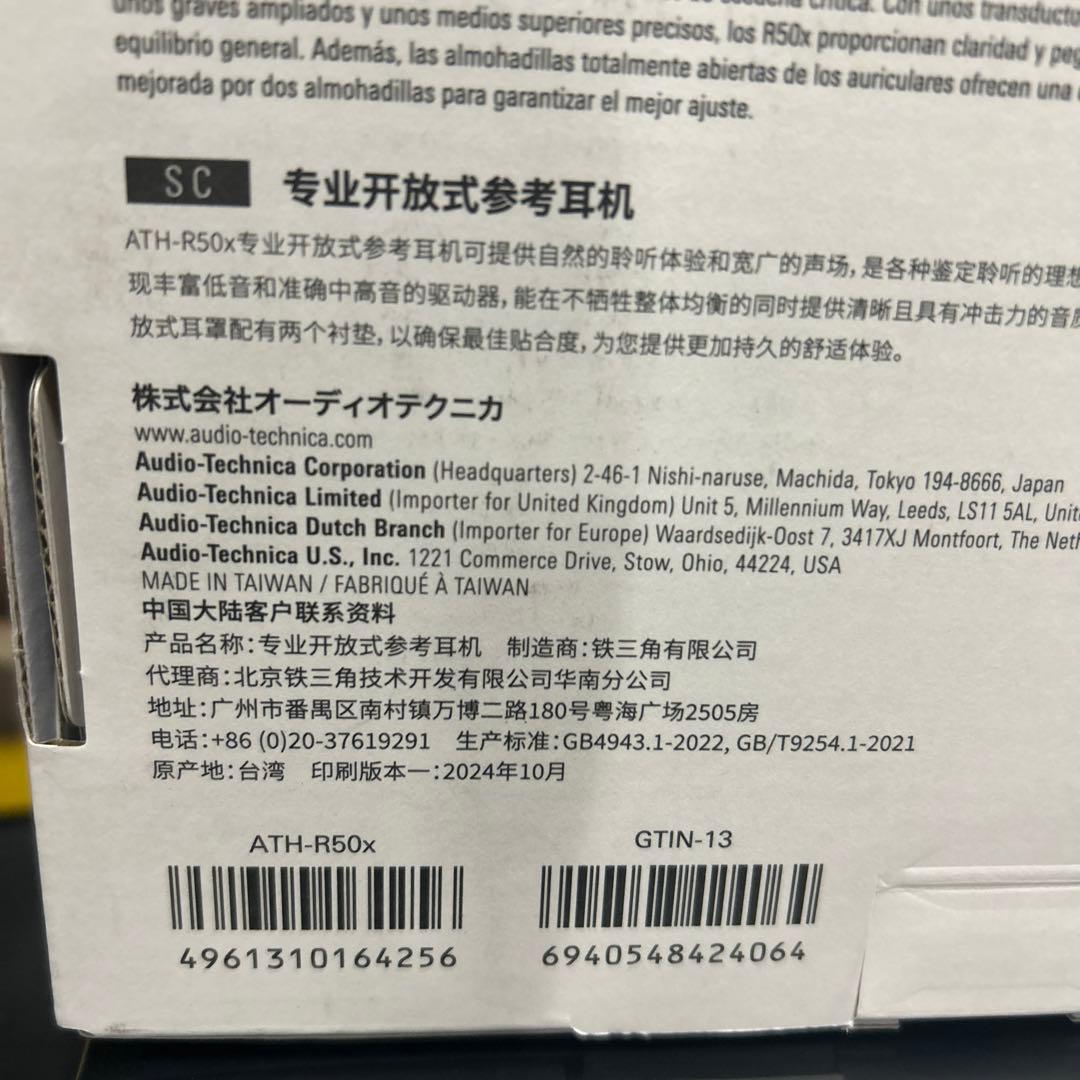 unos graves ampliados y unos medios superiores precisos, los R50x proporcionan claridad y
equilibrio general. Además, las almohadillas totalmente abiertas de los auriculares ofrecen una
mejorada por dos almohadillas para garantizar el mejor ajuste.
SC 专业开放式参考耳机
ATH-R50x专业开放式参考耳机可提供自然的聆听体验和宽广的声场,是各种鉴定聆听的理想
现丰富低音和准确中高音的驱动器,能在不牺牲整体均衡的同时提供清晰且具有冲击力的音质
放式耳罩配有两个衬垫,以确保最佳贴合度,为您提供更加持久的舒适体验。
株式会社オーディオテクニカ
www.audio-technica.com
Audio-Technica Corporation (Headquarters) 2-46-1 Nishi-naruse, Machida, Tokyo 194-8666, Japan
Audio-Technica Limited (Importer for United Kingdom) Unit 5, Millennium Way, Leeds, LS11 5AL,
Audio-Technica Dutch Branch (Importer for Europe) Waardsedijk-Oost 7, 3417XJ Montfoort, The
Audio-Technica U.S., Inc. 1221 Commerce Drive, Stow, Ohio, 44224, USA
MADE IN TAIWAN / FABRIQUÉ À TAIWAN
中国大陆客户联系资料
产品名称:专业开放式参考耳机 制造商:铁三角有限公司
代理商:北京铁三角技术开发有限公司华南分公司
地址:广州市番禺区南村镇万博二路180号粤海广场2505房
电话:+86 (0)20-37619291 生产标准:GB4943.1-2022, GB/T9254.1-2021
原产地:台湾 印刷版本一:2024年10月
ATH-R50x GTIN-13
4961310164256 6940548424064